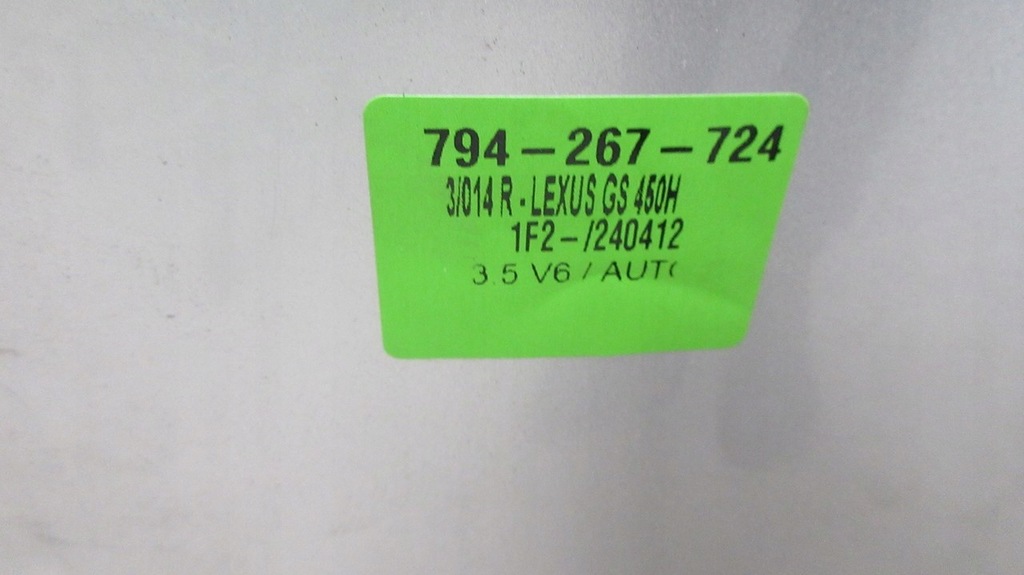 794-267-724
3/014 R - LEXUS GS 450H
1F2-/240412
3.5 V6 / AUT